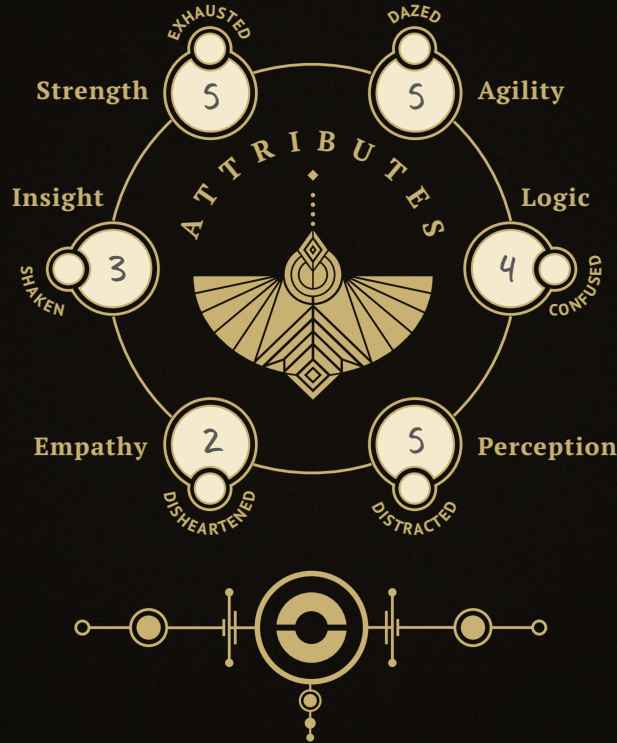 EXHAUSTED
DAZED
Strength
5
5
Agility
ATTRIBUTES
Insight
Logic
3
4
SHAKEN
CONFUSED
Empathy
2
5
Perception
DISHEARTENED
DISTRACTED